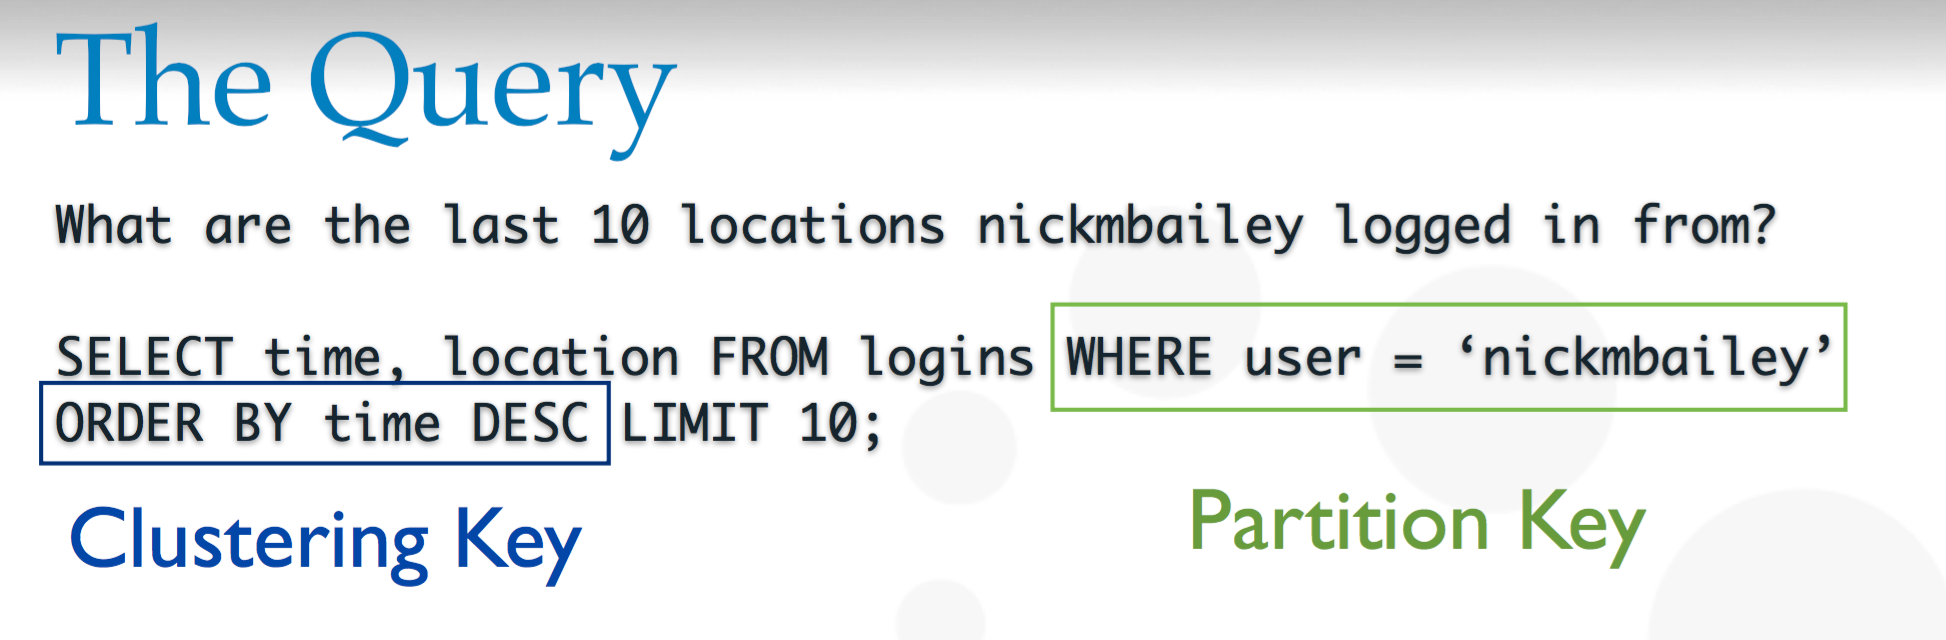 The Query
What are the last 10 locations nickmbailey logged in from?
SELECT time, location FROM logins WHERE user = ‘nickmbailey’
ORDER BY time DESC LIMIT 10;
Clustering Key
Partition Key